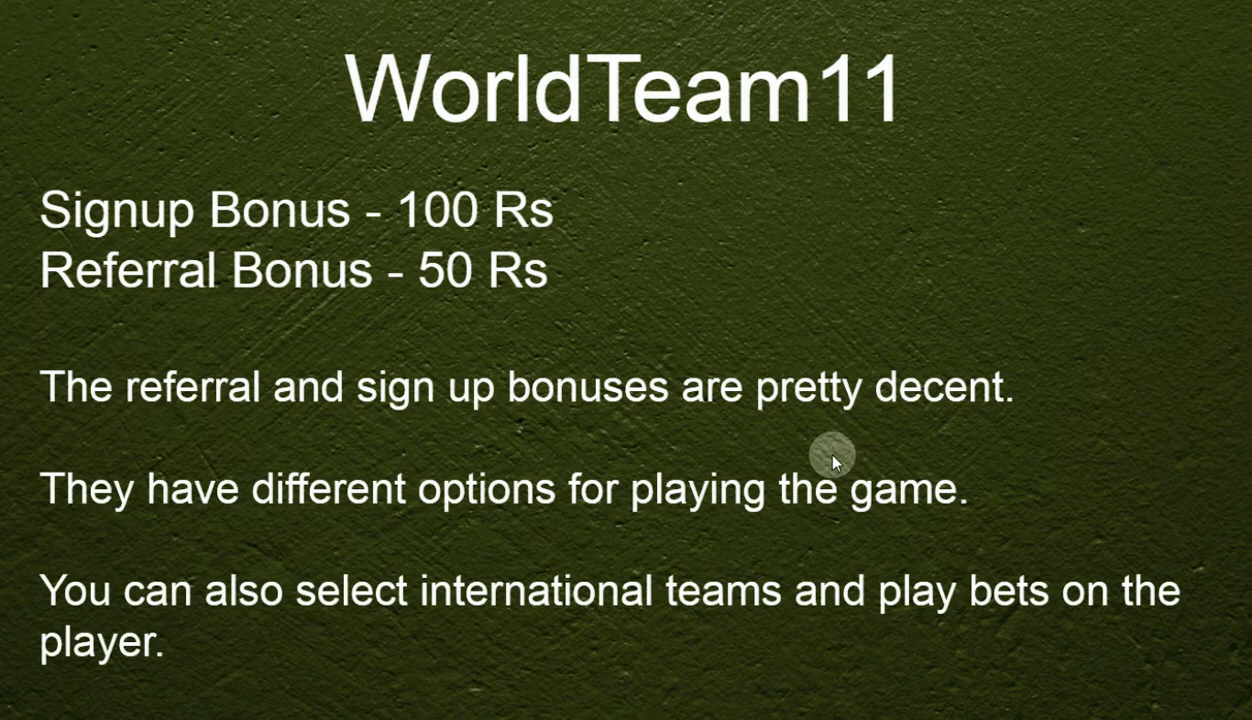 WorldTeam11
Signup Bonus - 100 Rs
Referral Bonus - 50 Rs
The referral and sign up bonuses are pretty decent.
They have different options for playing the game.
You can also select international teams and play bets on the
player.